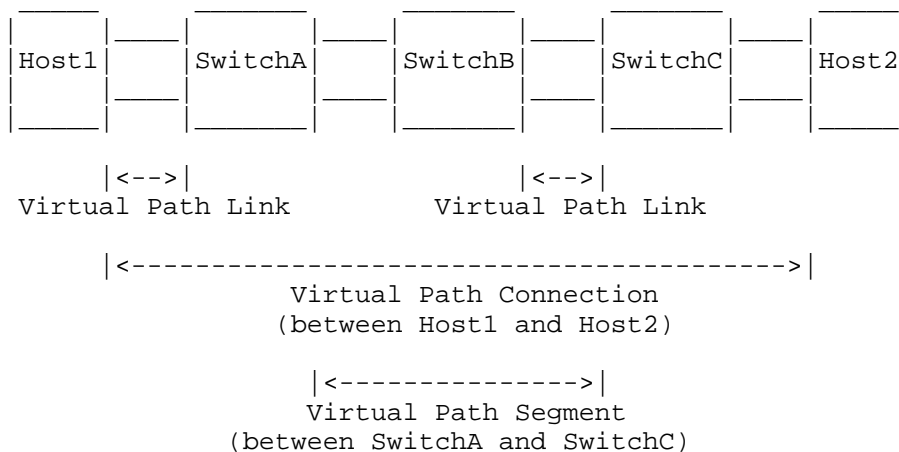 Host1 SwitchA SwitchB SwitchC Host2
|<-->| |<-->|
Virtual Path Link Virtual Path Link
|<----------------------------------------->|
Virtual Path Connection
(between Host1 and Host2)
|<--------------->|
Virtual Path Segment
(between SwitchA and SwitchC)